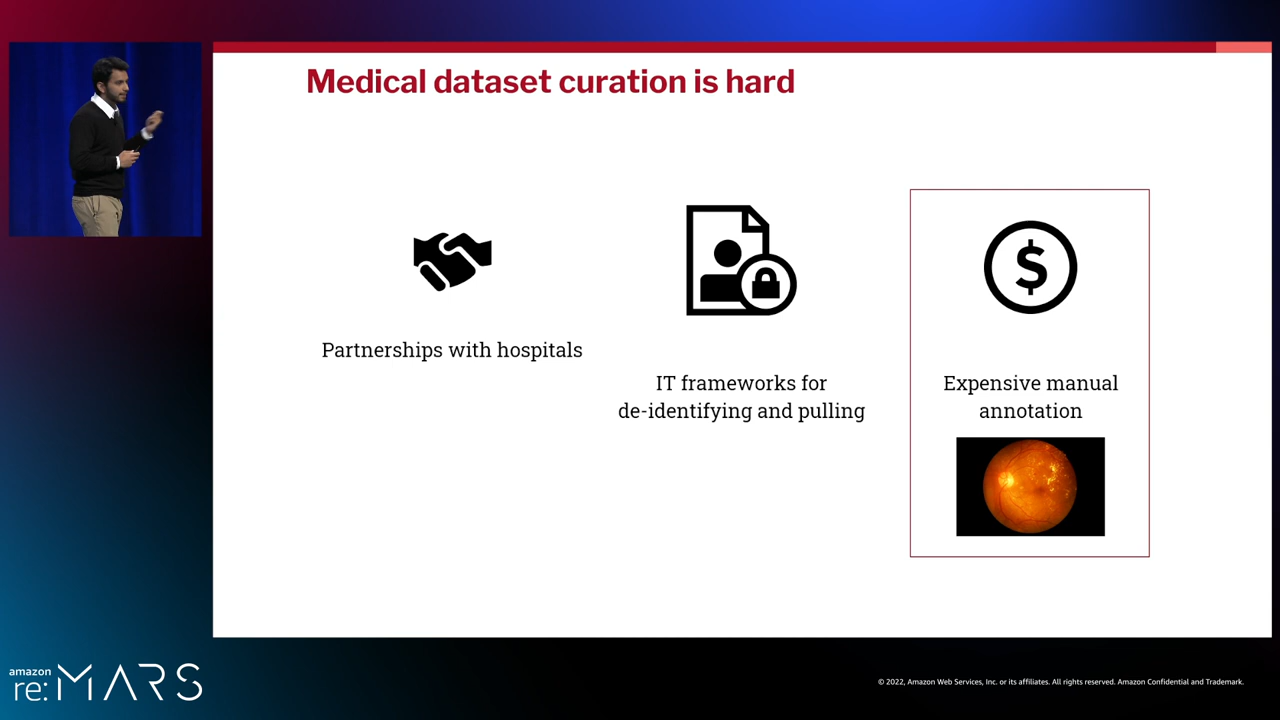 Medical dataset curation is hard
Partnerships with hospitals
IT frameworks for
de-identifying and pulling
$
Expensive manual
annotation
amazon
re:MARS
© 2022, Amazon Web Services, Inc. or its affiliates. All rights reserved. Amazon Confidential and Trademark.